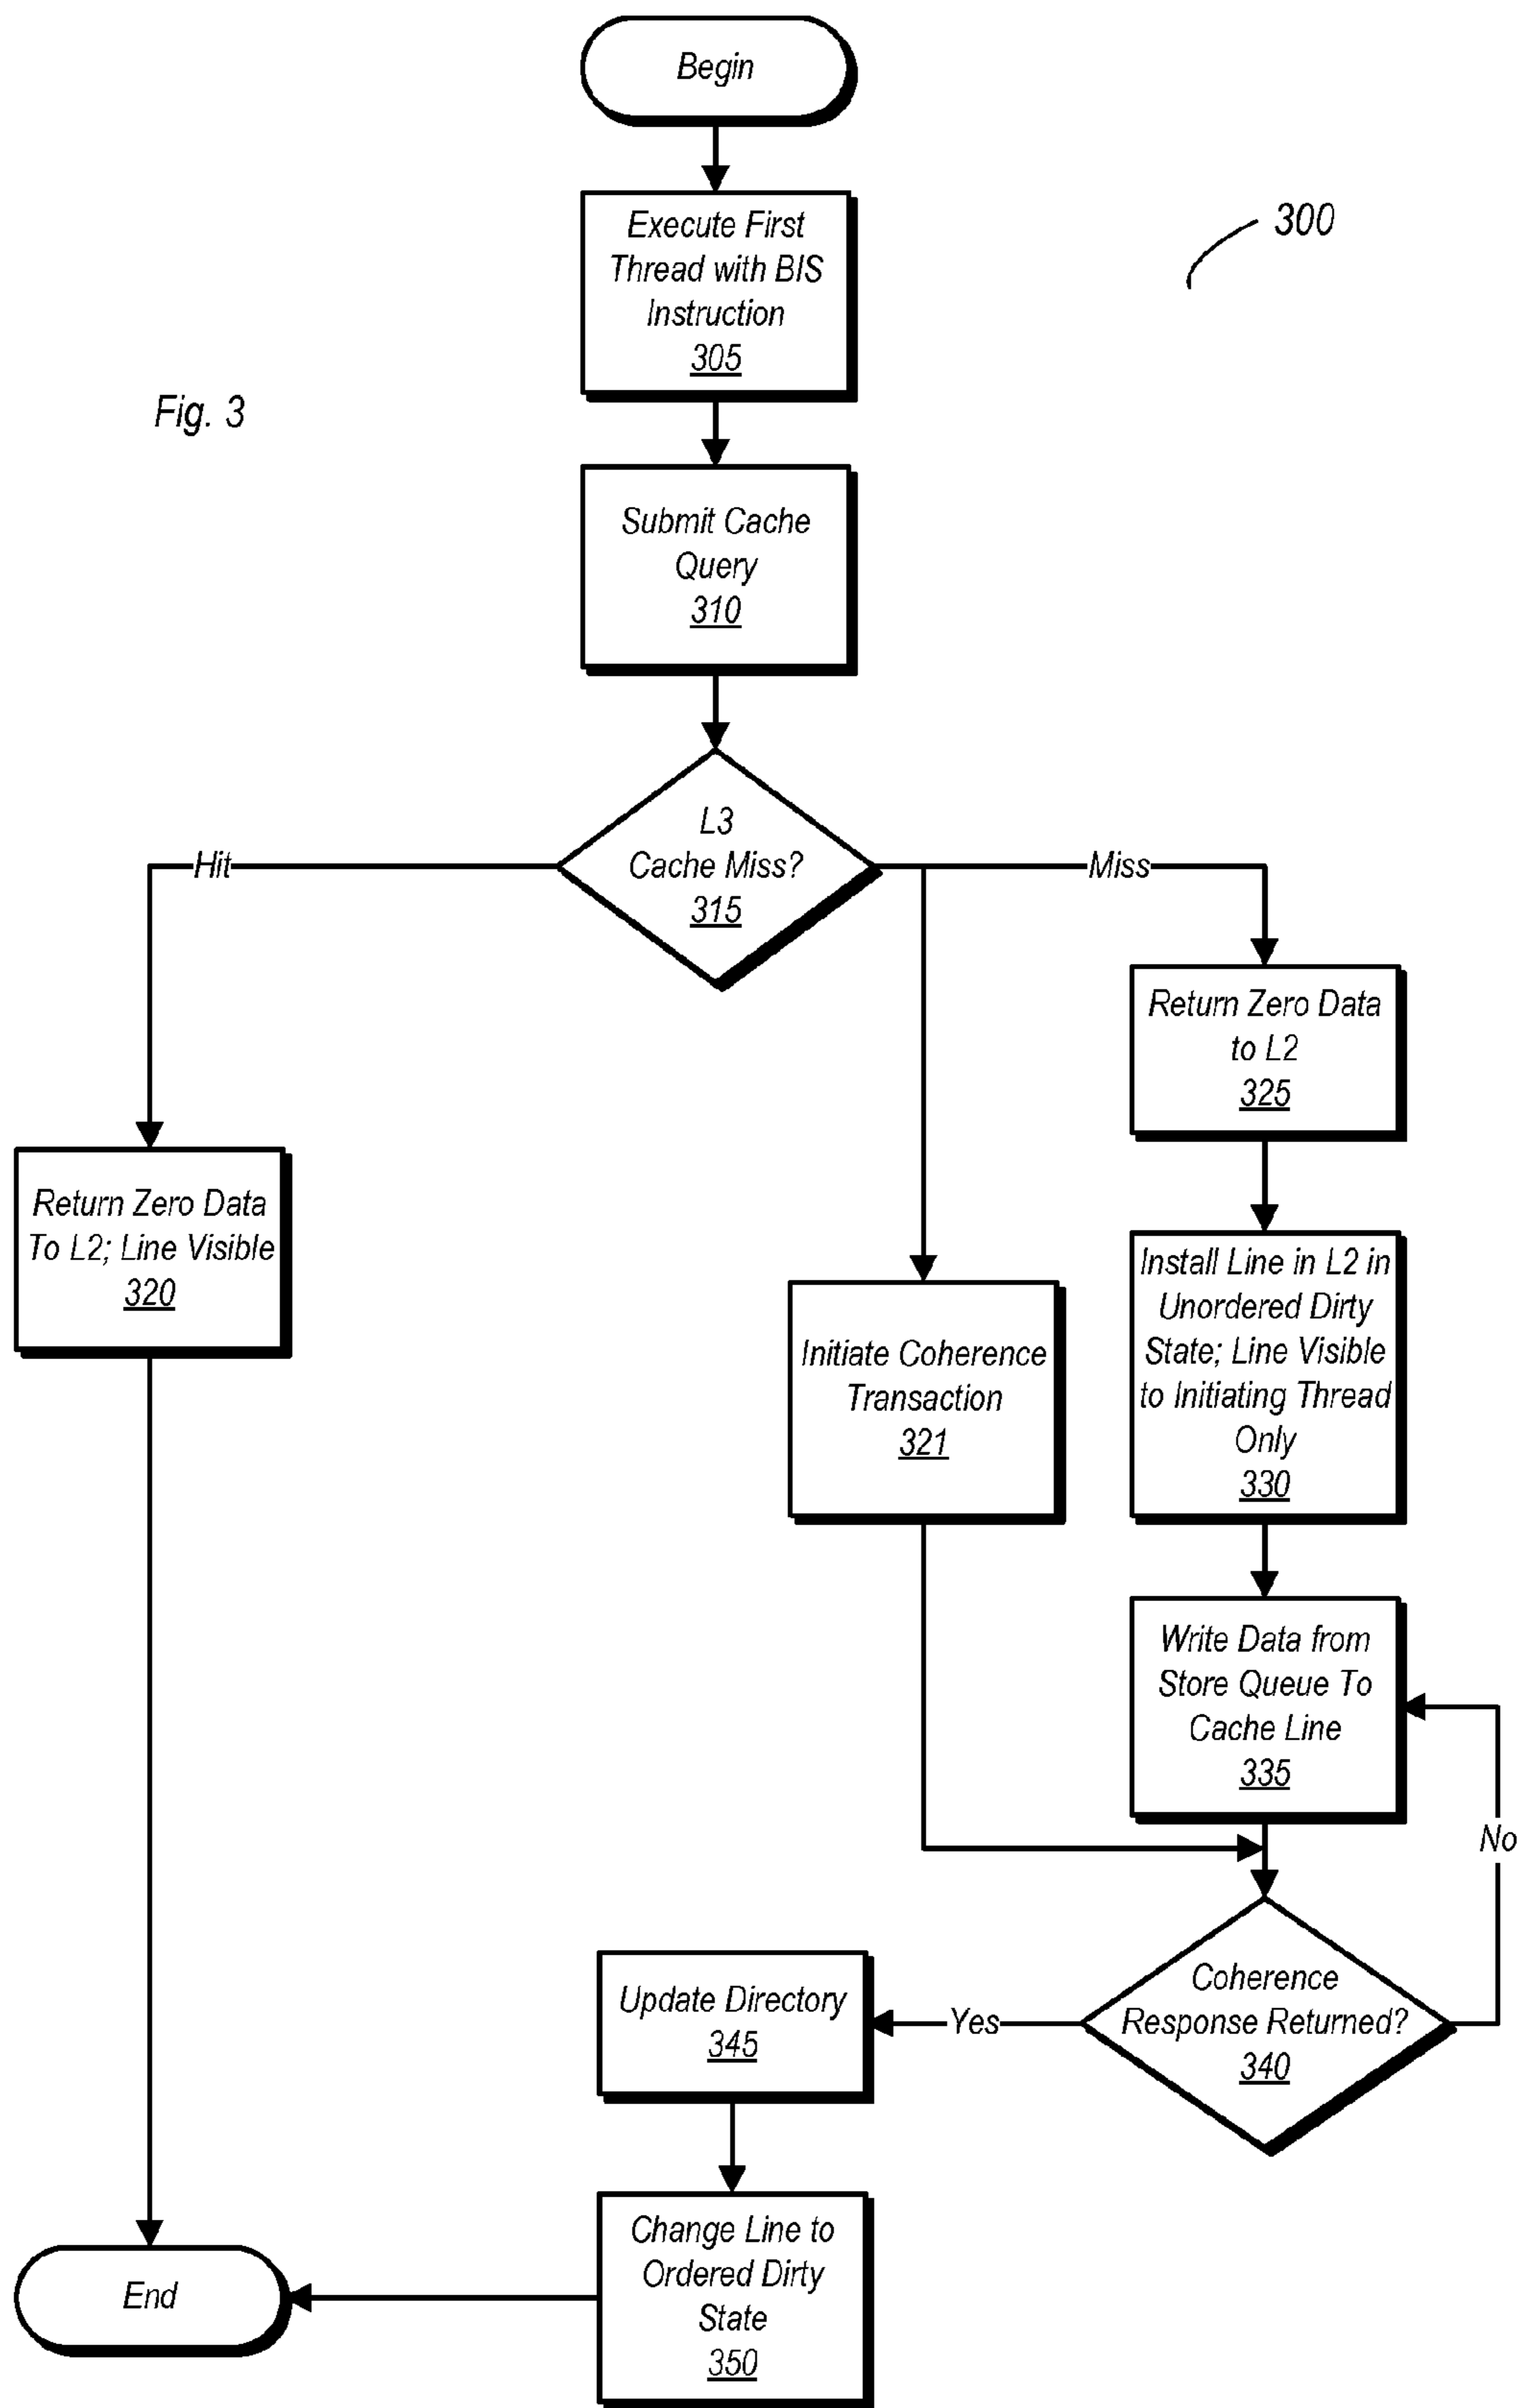 Begin
Execute First
Thread with BIS
Instruction
305
300
Fig. 3
Submit Cache
Query
310
L3
Cache Miss?
315
Hit
Miss
Return Zero Data
to L2
325
Return Zero Data
To L2; Line Visible
320
Initiate Coherence
Transaction
321
Install Line in L2 in
Unordered Dirty
State; Line Visible
to Initiating Thread
Only
330
Write Data from
Store Queue To
Cache Line
335
No
Coherence
Response Returned?
340
Yes
Update Directory
345
Change Line to
Ordered Dirty
State
350
End